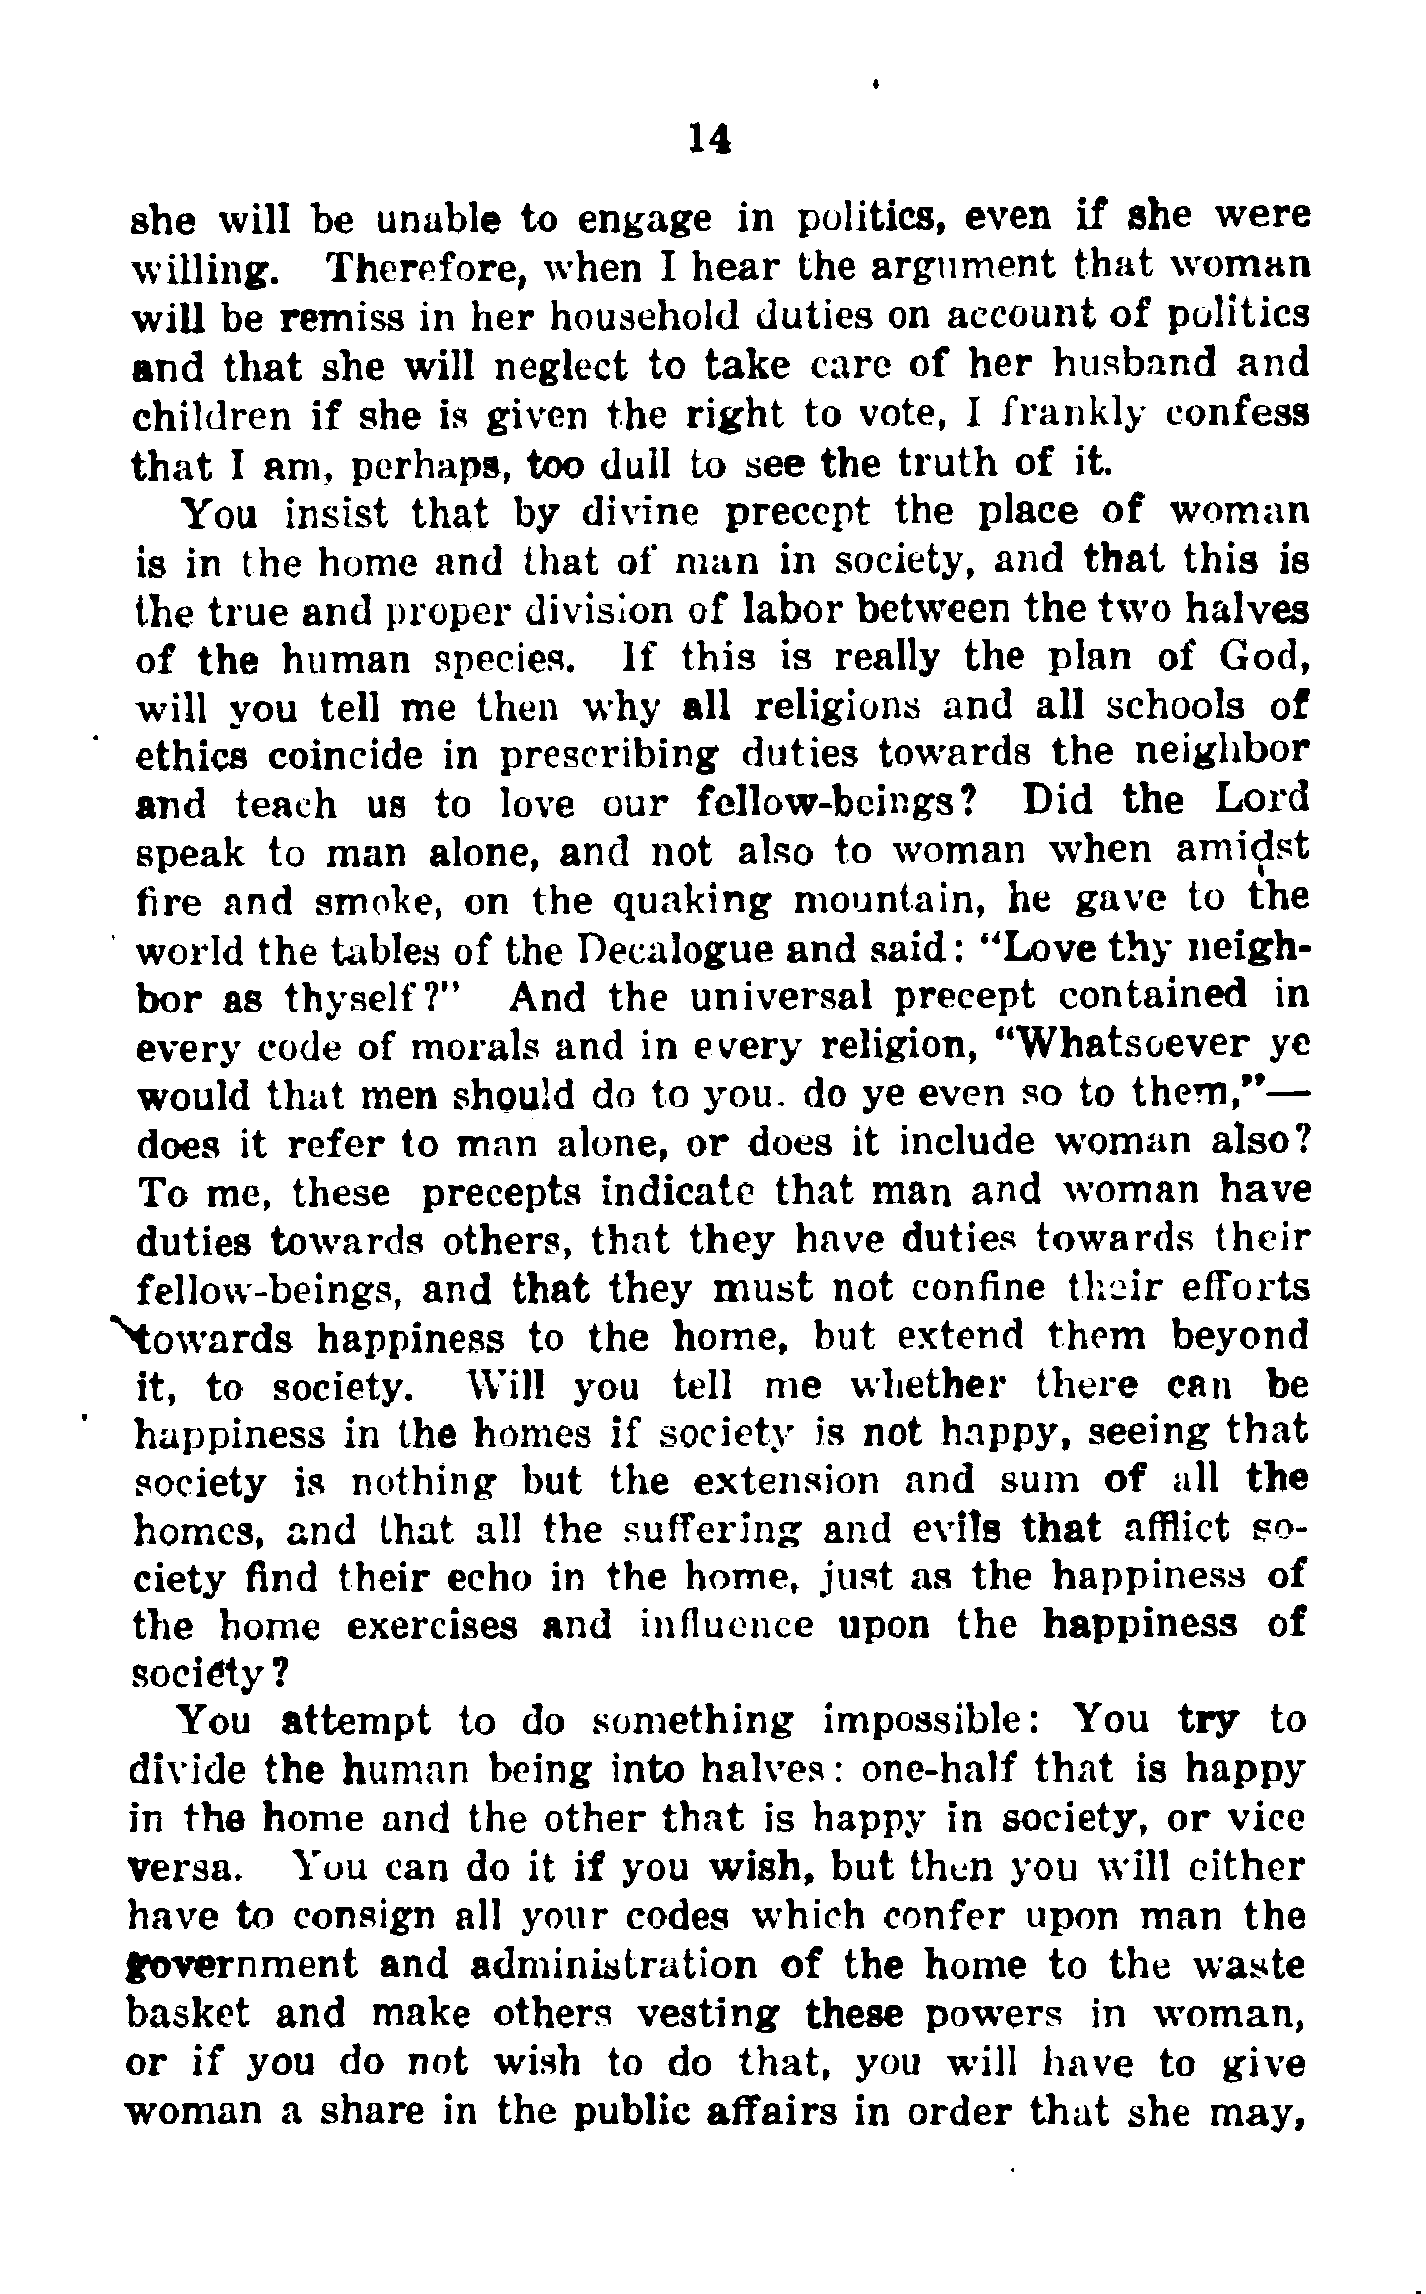 14
she will be unable to engage in politics, even if she were
willing. Therefore, when I hear the argument that woman
will be remiss in her household duties on account of politics
and that she will neglect to take care of her husband and
children if she is given the right to vote, I frankly confess
that I am, perhaps, too dull to see the truth of it.
You insist that by divine precept the place of woman
is in the home and that of man in society, and that this is
the true and proper division of labor between the two halves
of the human species. If this is really the plan of God,
will you tell me then why all religions and all schools of
ethics coincide in prescribing duties towards the neighbor
and teach us to love our fellow-beings? Did the Lord
speak to man alone, and not also to woman when amidst
fire and smoke, on the quaking mountain, he gave to the
world the tables of the Decalogue and said: "Love thy neigh-
bor as thyself?" And the universal precept contained in
every code of morals and in every religion, "Whatsoever ye
would that men should do to you. do ye even so to them,"—
does it refer to man alone, or does it include woman also?
To me, these precepts indicate that man and woman have
duties towards others, that they have duties towards their
fellow-beings, and that they must not confine their efforts
towards happiness to the home, but extend them beyond
it, to society. Will you tell me whether there can be
happiness in the homes if society is not happy, seeing that
society is nothing but the extension and sum of all the
homes, and that all the suffering and evils that afflict so-
ciety find their echo in the home, just as the happiness of
the home exercises and influence upon the happiness of
society?
You attempt to do something impossible: You try to
divide the human being into halves: one-half that is happy
in the home and the other that is happy in society, or vice
versa. You can do it if you wish, but then you will either
have to consign all your codes which confer upon man the
government and administration of the home to the waste
basket and make others vesting these powers in woman,
or if you do not wish to do that, you will have to give
woman a share in the public affairs in order that she may,